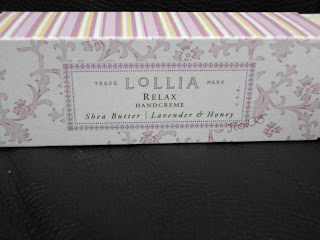 TRADE MARK
LOLLIA
RELAX
HANDCREME
Shea Butter | Lavender & Honey